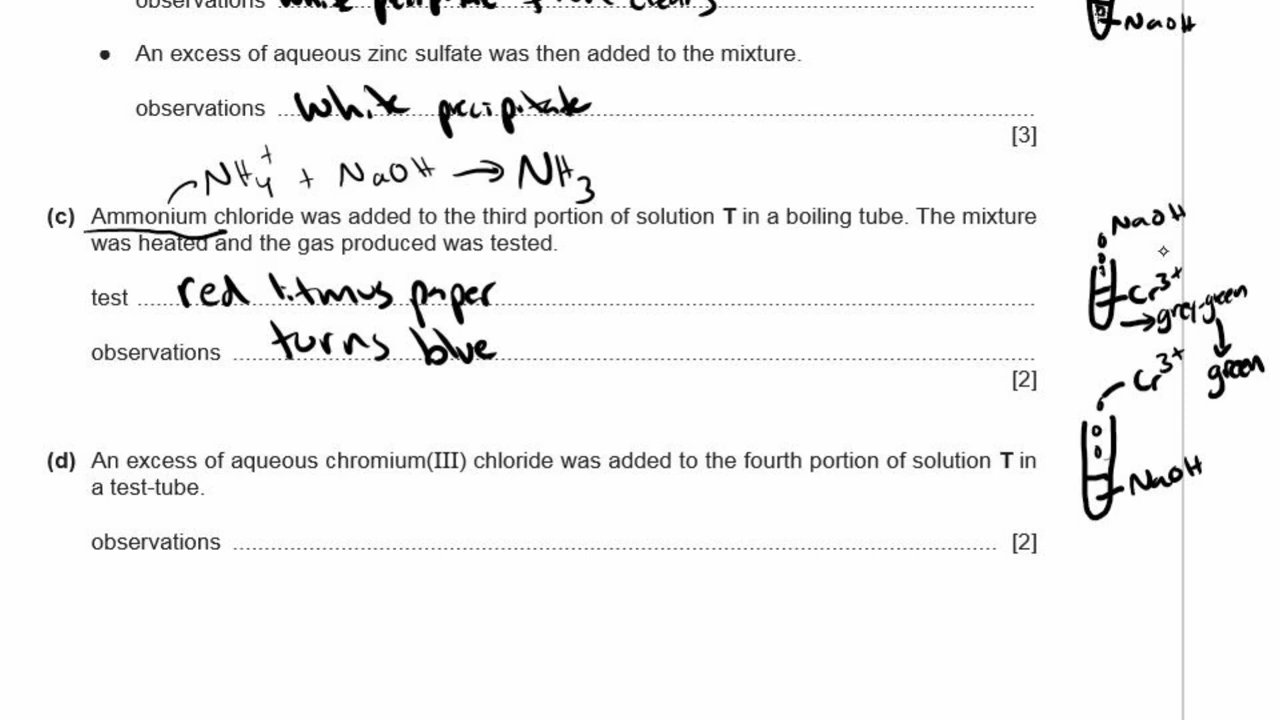 observations white precipitate
NaOH
• An excess of aqueous zinc sulfate was then added to the mixture.
observations white precipitate
[3]
NH4+ + NaOH → NH3
(c) Ammonium chloride was added to the third portion of solution T in a boiling tube. The mixture
was heated and the gas produced was tested.
test red litmus paper
observations turns blue
[2]
NaOH
Cr3+
→ grey-green
green
Cr3+
NaOH
(d) An excess of aqueous chromium(III) chloride was added to the fourth portion of solution T in
a test-tube.
observations [2]